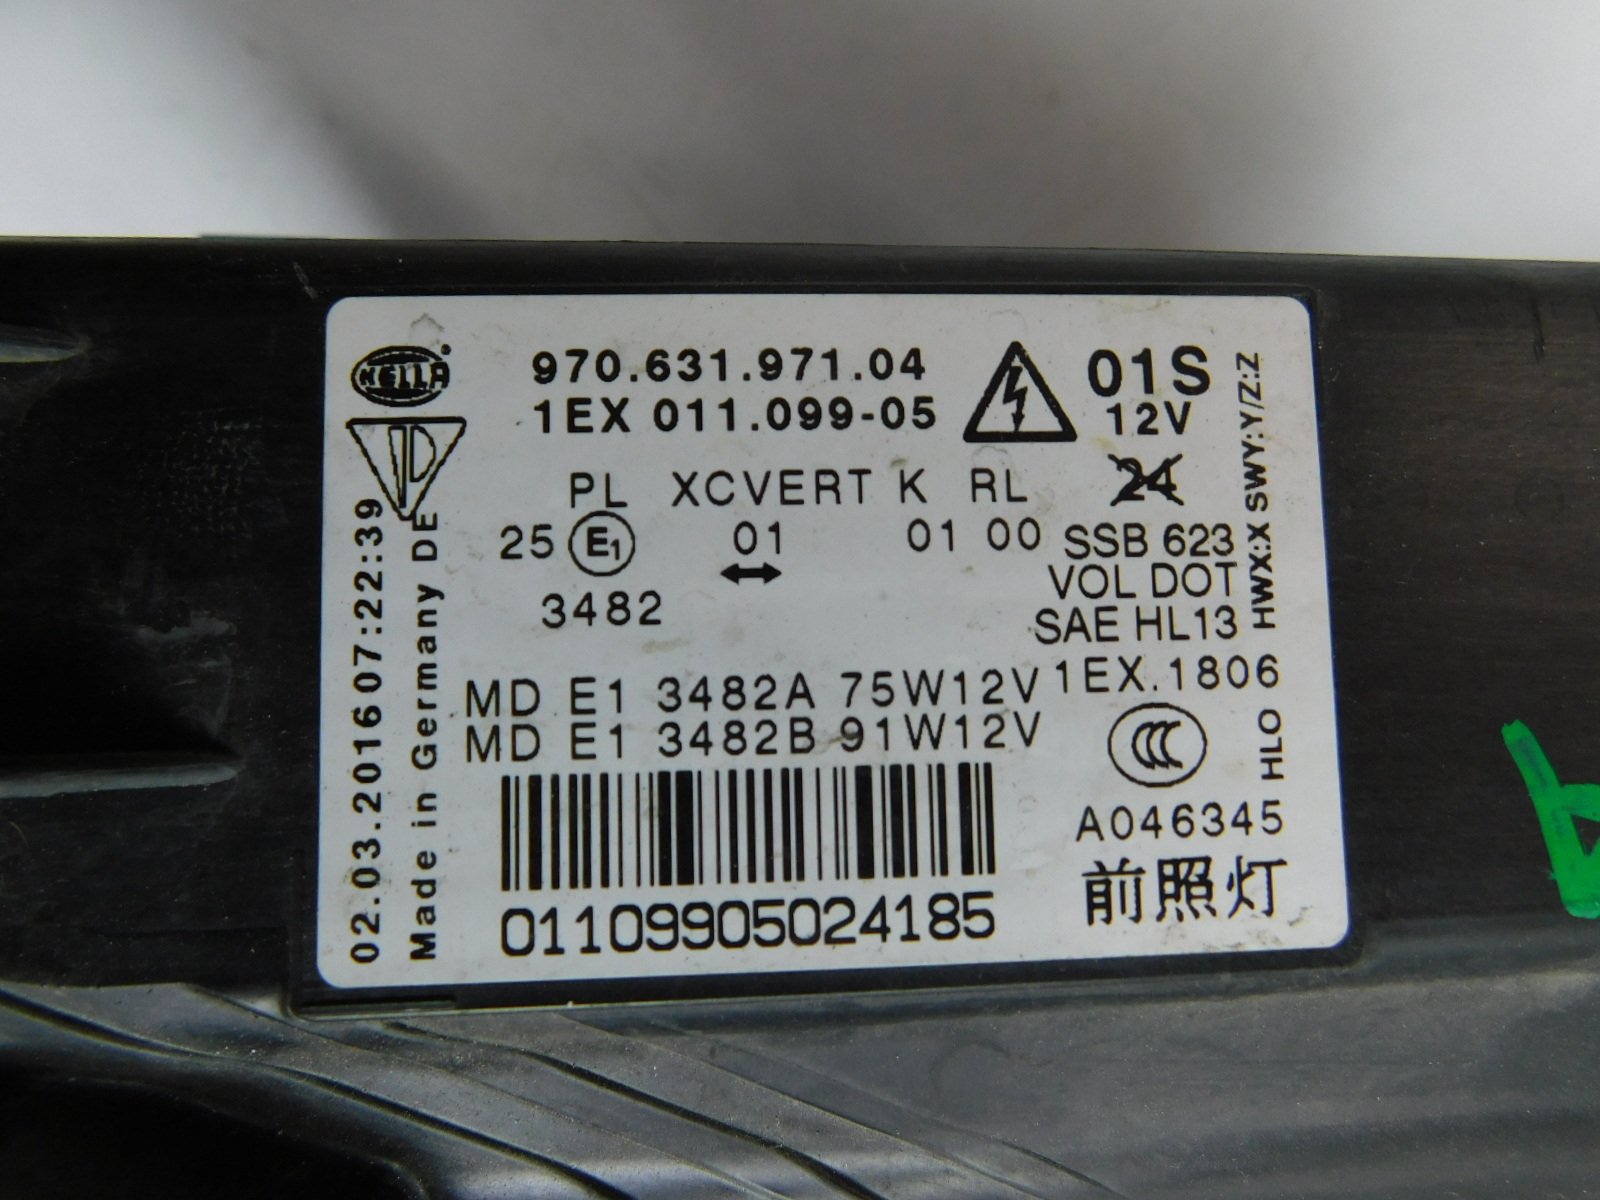 HELLA
970.631.971.04
1EX 011.099-05
01S
12V
PL XCVERT K RL
24
25 E1 01 01 00
SSB 623
VOL DOT
3482
SAE HL13
MD E1 3482A 75W12V
1EX.1806
MD E1 3482B 91W12V
CCC
A046345
前照灯
01109905024185
02.03.201607:22:39
Made in Germany DE
HWX:X SWY:Y/Z:Z
HLO